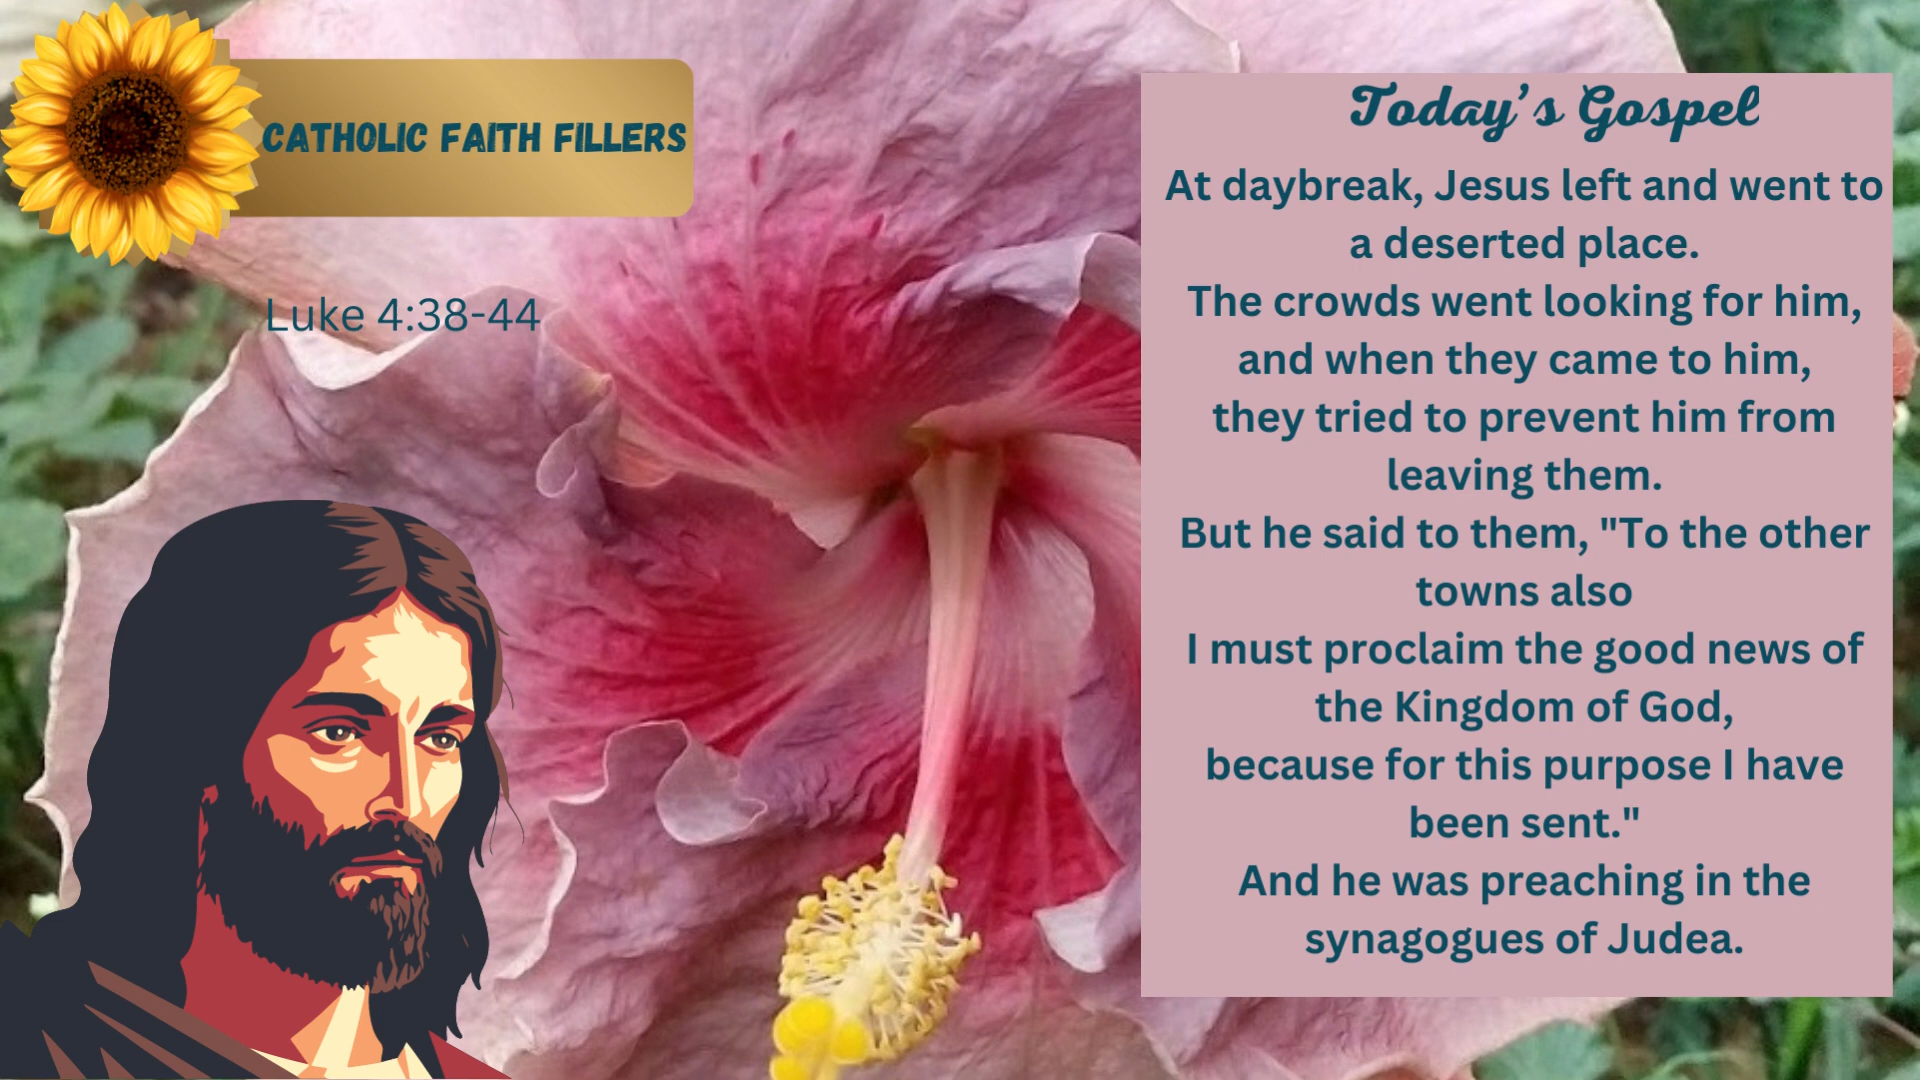 CATHOLIC FAITH FILLERS
Luke 4:38-44
Today's Gospel
At daybreak, Jesus left and went to
a deserted place.
The crowds went looking for him,
and when they came to him,
they tried to prevent him from
leaving them.
But he said to them, "To the other
towns also
I must proclaim the good news of
the Kingdom of God,
because for this purpose I have
been sent."
And he was preaching in the
synagogues of Judea.